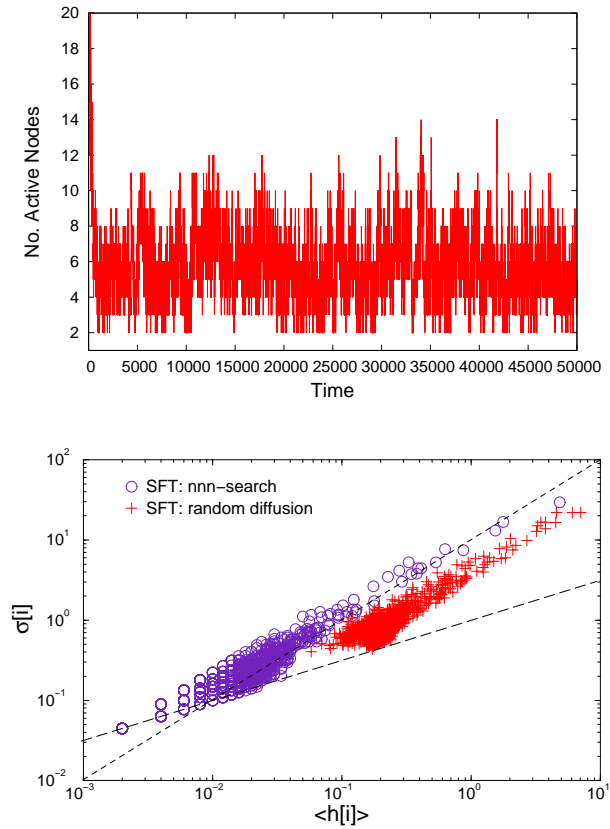 20
18
16
14
12
10
8
6
4
2
No. Active Nodes
0 5000 10000 15000 20000 25000 30000 35000 40000 45000 50000
Time
10^2
10^1
10^0
10^-1
10^-2
σ[i]
SFT: nnn-search
SFT: random diffusion
10^-3 10^-2 10^-1 10^0 10^1
<h[i]>